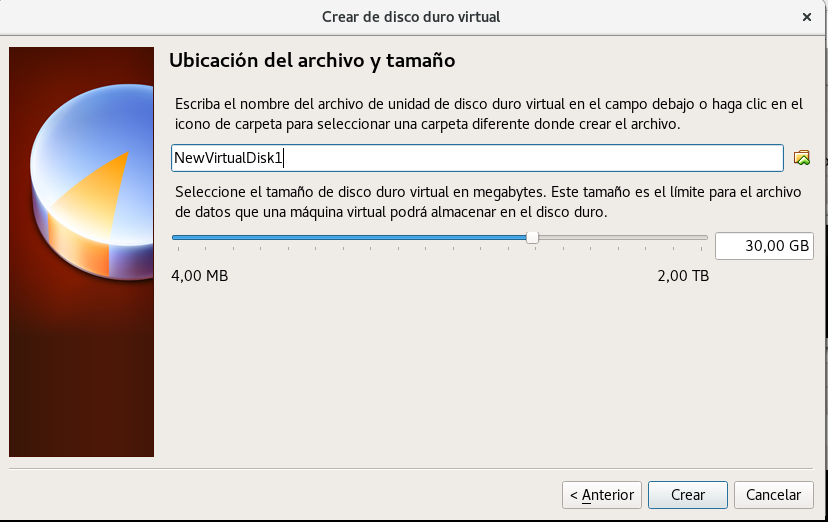 Crear de disco duro virtual
Ubicación del archivo y tamaño
Escriba el nombre del archivo de unidad de disco duro virtual en el campo debajo o haga clic en el
icono de carpeta para seleccionar una carpeta diferente donde crear el archivo.
NewVirtualDisk1
Seleccione el tamaño de disco duro virtual en megabytes. Este tamaño es el límite para el archivo
de datos que una máquina virtual podrá almacenar en el disco duro.
30,00 GB
4,00 MB 2,00 TB
< Anterior Crear Cancelar